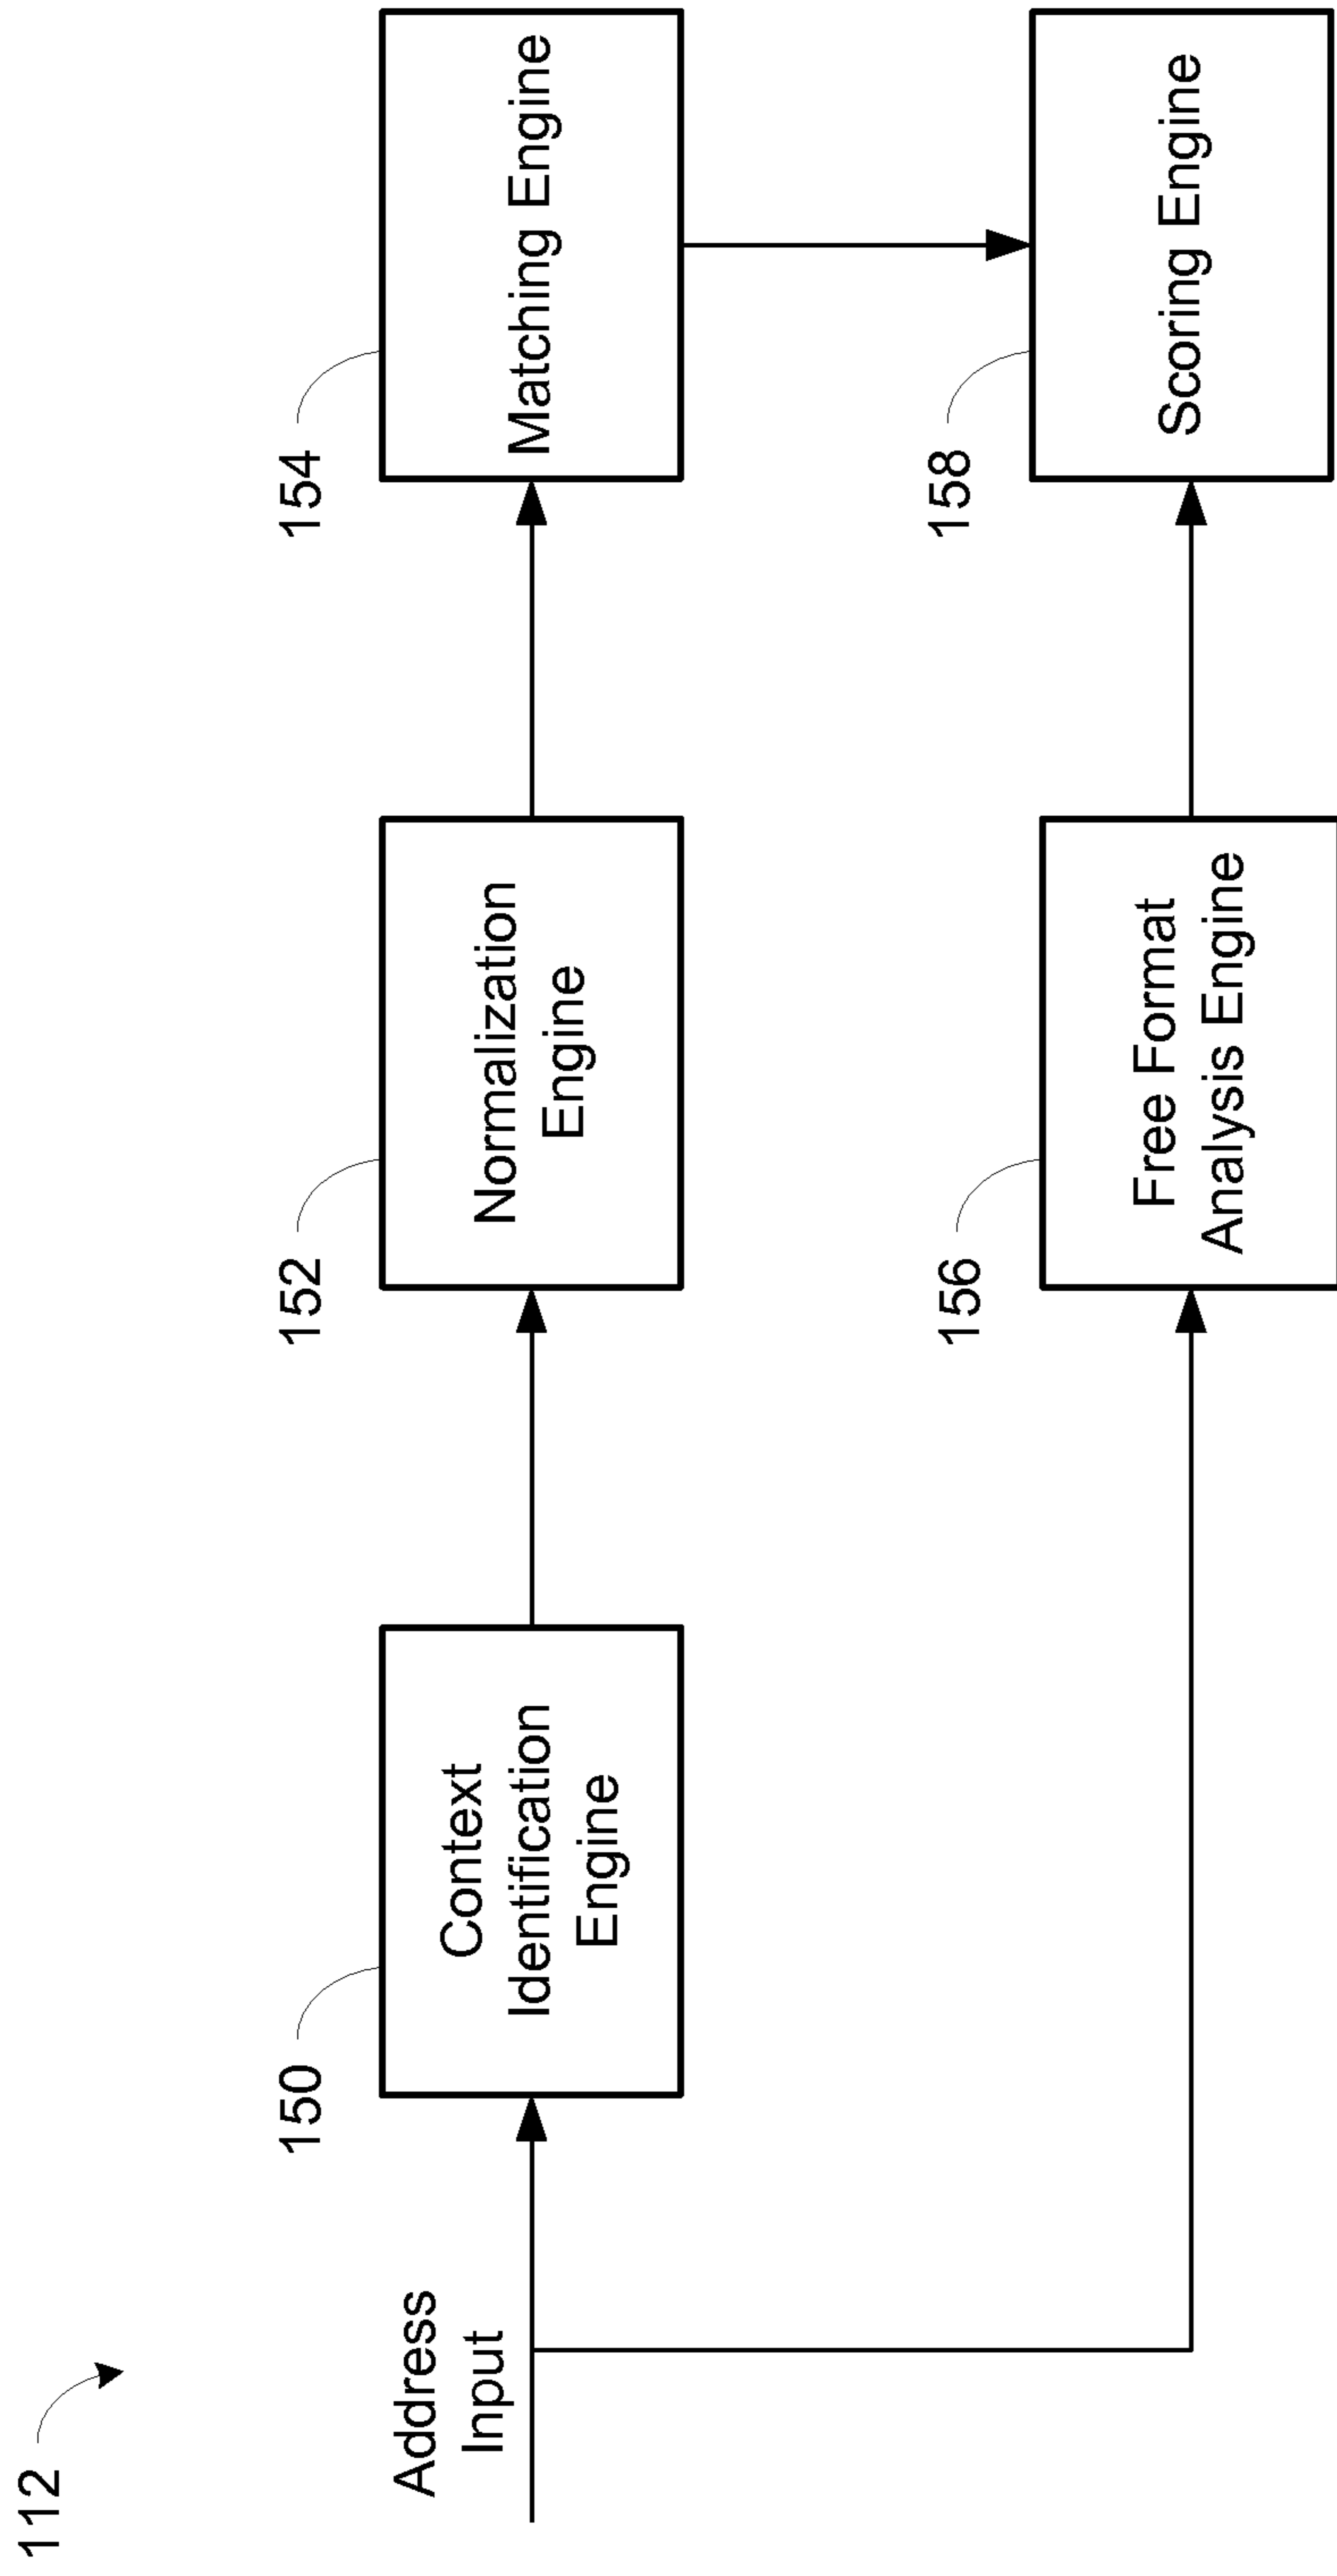 112
Address
Input
150
Context
Identification
Engine
152
Normalization
Engine
154
Matching Engine
156
Free Format
Analysis Engine
158
Scoring Engine